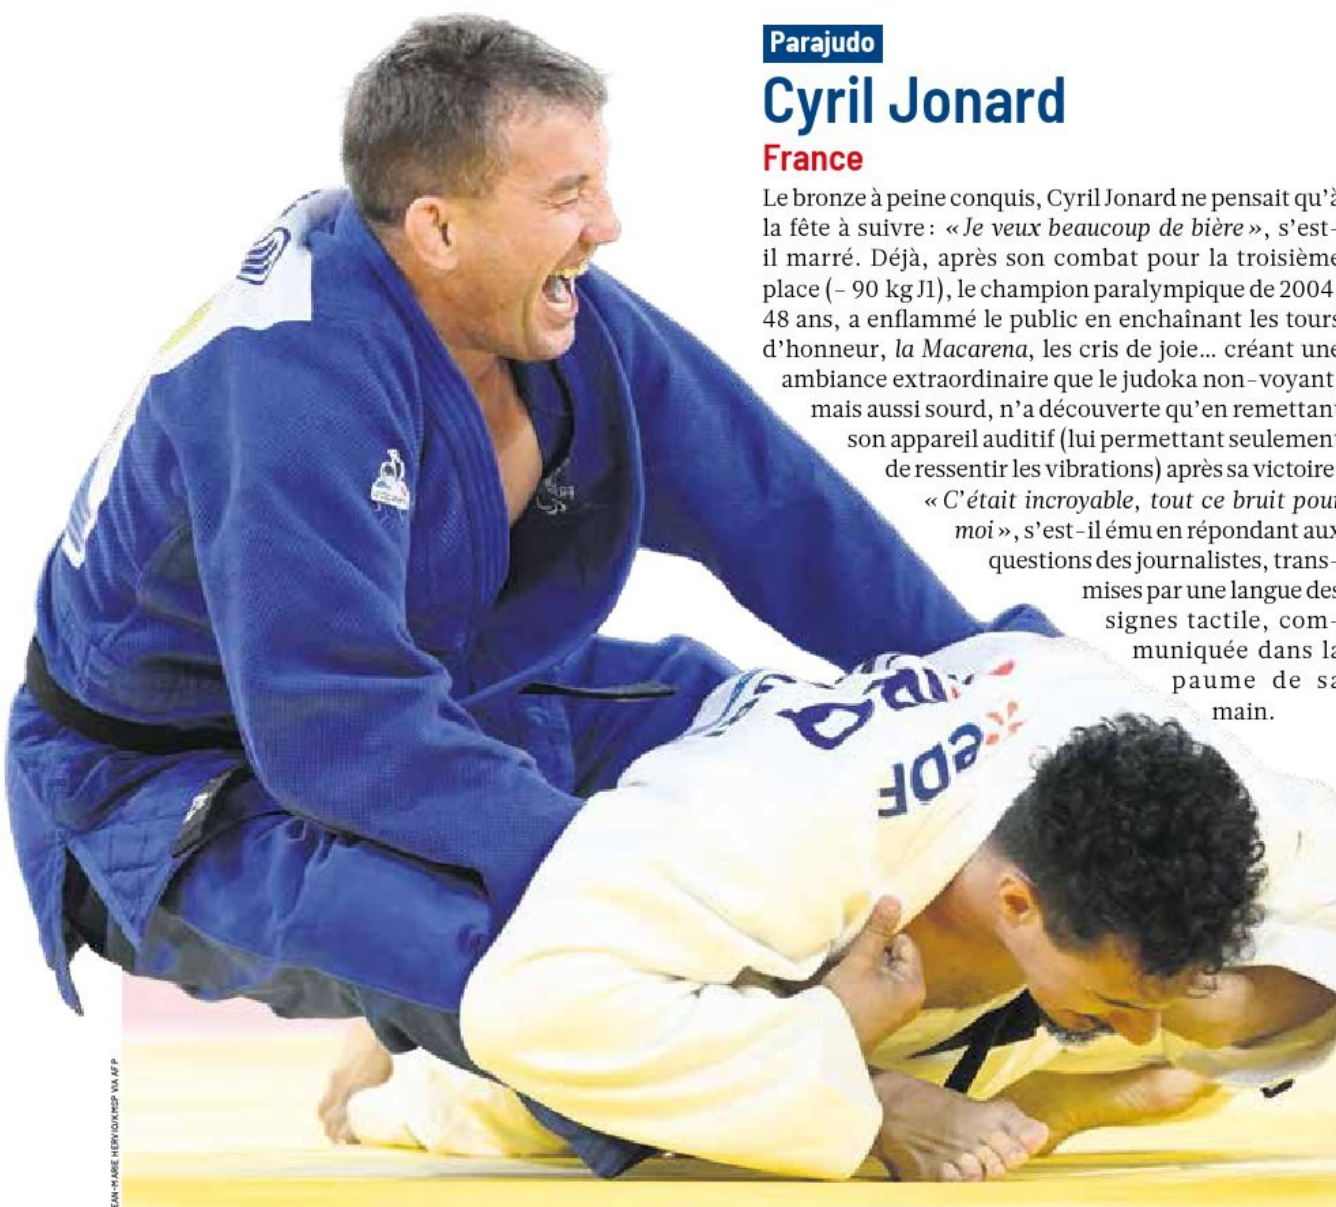 Parajudo
Cyril Jonard
France
Le bronze à peine conquis, Cyril Jonard ne pensait qu’à
la fête à suivre : « Je veux beaucoup de bière », s’est-
il marré. Déjà, après son combat pour la troisième
place (- 90 kg J1), le champion paralympique de 2004
48 ans, a enflammé le public en enchaînant les tours
d’honneur, la Macarena, les cris de joie... créant une
ambiance extraordinaire que le judoka non-voyant
mais aussi sourd, n’a découverte qu’en remettant
son appareil auditif (lui permettant seulement
de ressentir les vibrations) après sa victoire
« C’était incroyable, tout ce bruit pour
moi », s’est-il ému en répondant aux
questions des journalistes, trans-
mises par une langue des
signes tactile, com-
muniquée dans la
paume de sa
main.
eDF
EAN-MARIE HERVIO/KMSP VIA AFP